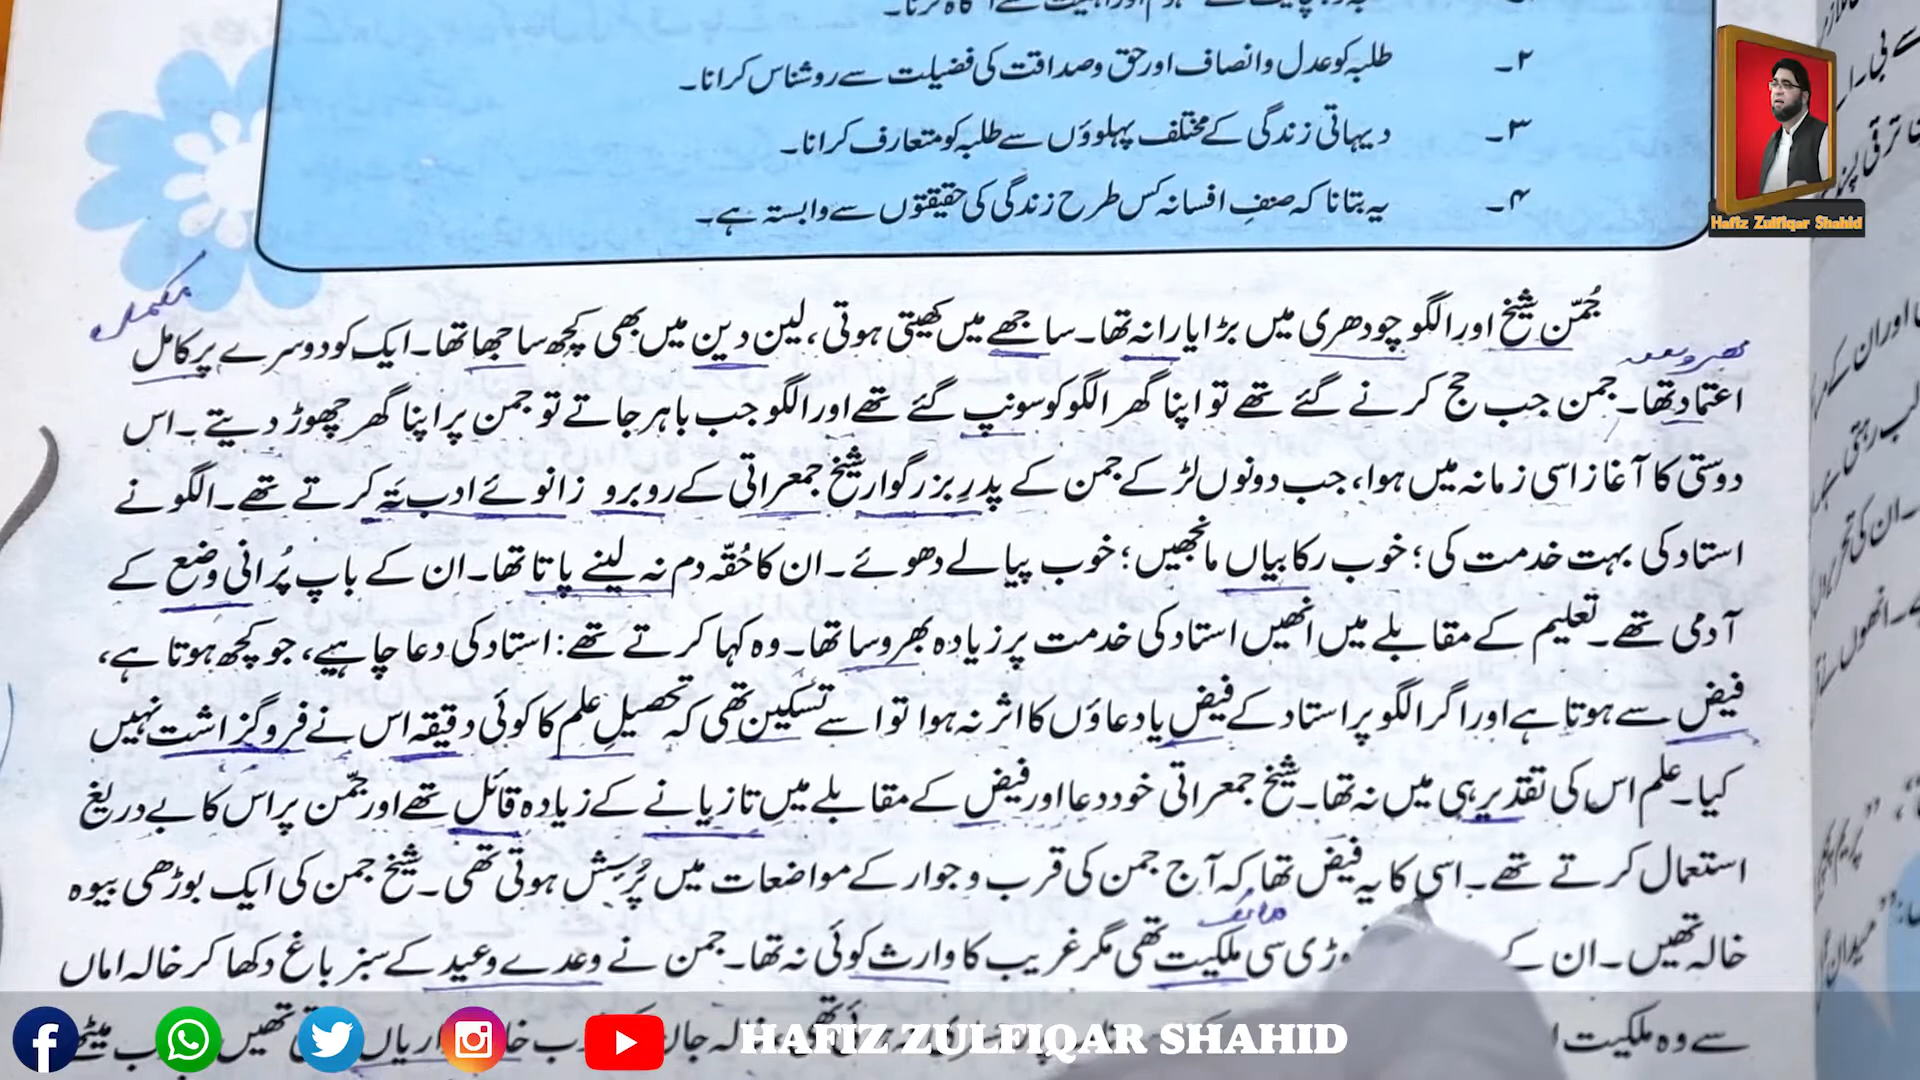 ۲۔ طلبہ کو عدل و انصاف اور حق و صداقت کی فضیلت سے روشناس کرانا۔
۳۔ دیہاتی زندگی کے مختلف پہلوؤں سے طلبہ کو متعارف کرانا۔
۴۔ یہ بتانا کہ صنفِ افسانہ کس طرح زندگی کی حقیقتوں سے وابستہ ہے۔
Hafiz Zulfiqar Shahid
مکمل
جُمّن شیخ اور الگو چودھری میں بڑا یارانہ تھا۔ ساجھے میں کھیتی ہوتی، لین دین میں بھی کچھ ساجھا تھا۔ ایک کو دوسرے پر کامل
بھروسہ
اعتماد تھا۔ جمن جب حج کرنے گئے تھے تو اپنا گھر الگو کو سونپ گئے تھے اور الگو جب باہر جاتے تو جمن پر اپنا گھر چھوڑ دیتے۔ اس
دوستی کا آغاز اسی زمانہ میں ہوا، جب دونوں لڑکے جمن کے پدرِ بزرگوار شیخ جمعراتی کے روبرو زانوئے ادب تَہ کرتے تھے۔ الگو نے
استاد کی بہت خدمت کی؛ خوب رکابیاں مانجھیں؛ خوب پیالے دھوئے۔ ان کا حُقّہ دم نہ لینے پاتا تھا۔ ان کے باپ پُرانی وضع کے
آدمی تھے۔ تعلیم کے مقابلے میں انھیں استاد کی خدمت پر زیادہ بھروسا تھا۔ وہ کہا کرتے تھے: استاد کی دعا چاہیے، جو کچھ ہوتا ہے،
فیض سے ہوتا ہے اور اگر الگو پر استاد کے فیض یا دعاؤں کا اثر نہ ہوا تو اسے تسکین تھی کہ تحصیلِ علم کا کوئی دقیقہ اس نے فروگزاشت نہیں
کیا۔ علم اس کی تقدیر ہی میں نہ تھا۔ شیخ جمعراتی خود دعا اور فیض کے مقابلے میں تازیانے کے زیادہ قائل تھے اور جمّن پر اس کا بے دریغ
استعمال کرتے تھے۔ اسی کا یہ فیض تھا کہ آج جمن کی قرب و جوار کے مواضعات میں پُرسش ہوتی تھی۔ شیخ جمن کی ایک بوڑھی بیوہ
خالہ تھیں۔ ان کے وڑی سی ملکیت تھی مگر غریب کا وارث کوئی نہ تھا۔ جمن نے وعدے وعید کے سبز باغ دکھا کر خالہ اماں
سے وہ ملکیت
HAFIZ ZULFIQAR SHAHID